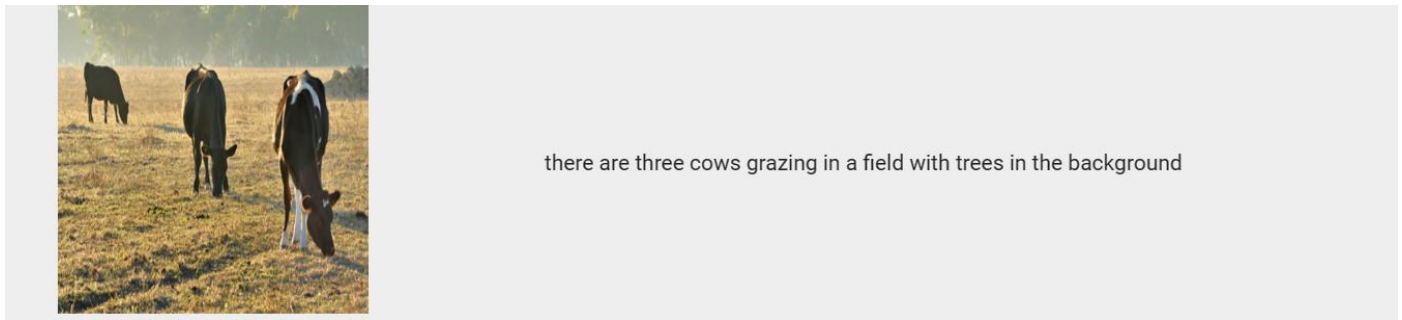 there are three cows grazing in a field with trees in the background